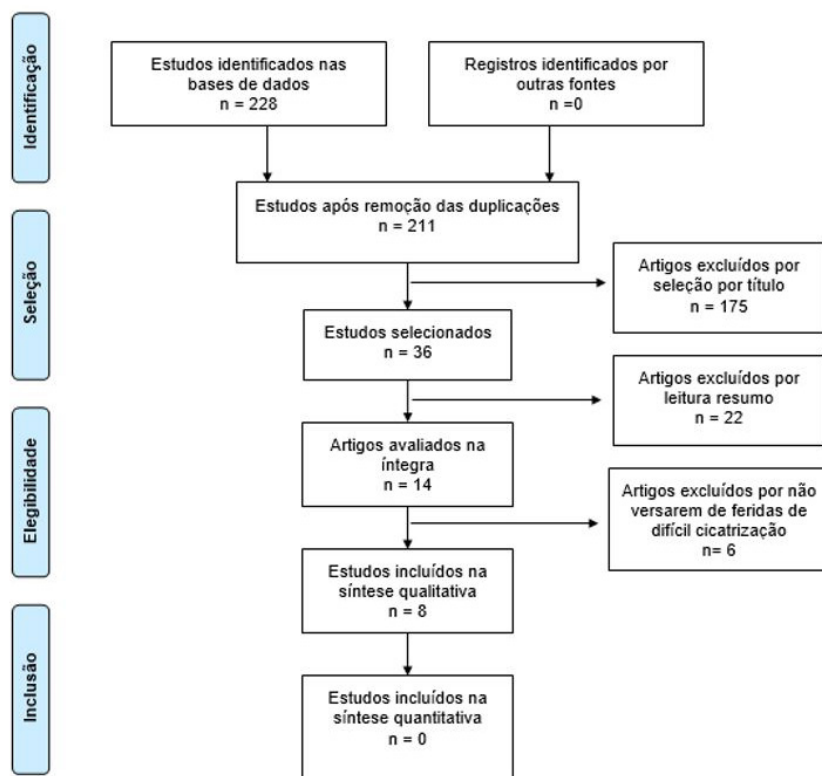 Identificação
Estudos identificados nas
bases de dados
n = 228
Registros identificados por
outras fontes
n =0
Estudos após remoção das duplicações
n = 211
Seleção
Artigos excluídos por
seleção por título
n = 175
Estudos selecionados
n = 36
Artigos excluídos por
leitura resumo
n = 22
Elegibilidade
Artigos avaliados na
íntegra
n = 14
Artigos excluídos por não
versarem de feridas de
difícil cicatrização
n= 6
Estudos incluídos na
síntese qualitativa
n = 8
Inclusão
Estudos incluídos na
síntese quantitativa
n = 0